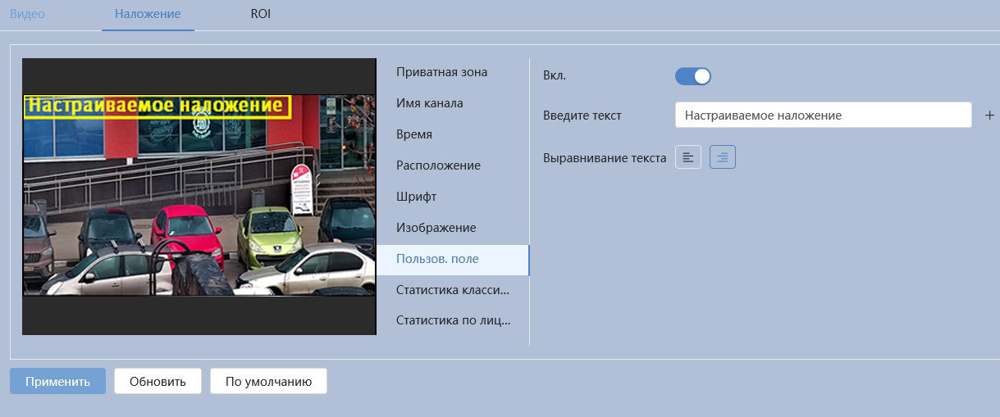 Видео
Наложение
ROI
Настраиваемое наложение
Приватная зона
Имя канала
Время
Расположение
Шрифт
Изображение
Пользов. поле
Статистика класси...
Статистика по лиц...
Вкл.
Введите текст
Настраиваемое наложение
+
Выравнивание текста
Применить
Обновить
По умолчанию